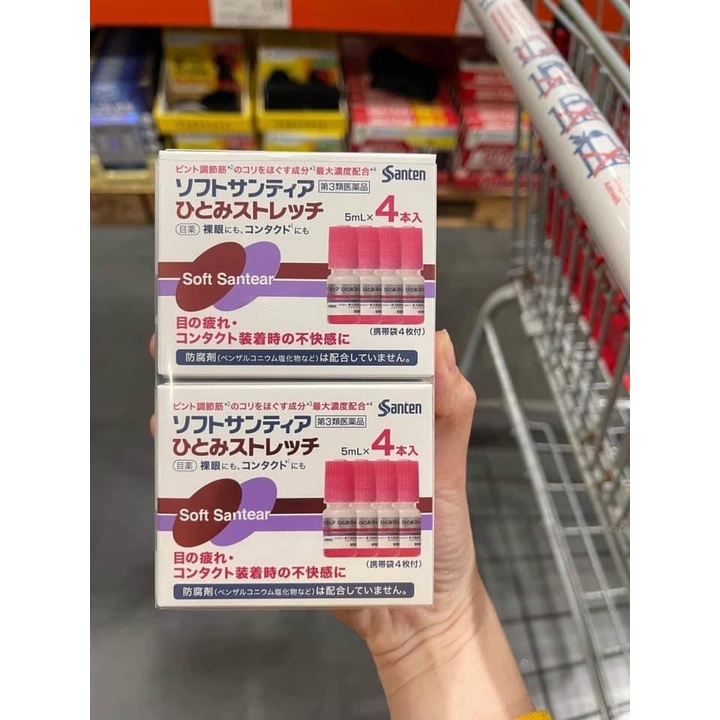 ピント調節筋*2のコリをほぐす成分*3最大濃度配合*4
Santen
ソフトサンティア 第3類医薬品
ひとみストレッチ
5mL× 4本入
目薬 裸眼にも、コンタクトにも
Soft Santear
目の疲れ・
コンタクト装着時の不快感に
(携帯袋4枚付)
防腐剤(ベンザルコニウム塩化物など)は配合していません。
ピント調節筋*2のコリをほぐす成分*3最大濃度配合*4
Santen
ソフトサンティア 第3類医薬品
ひとみストレッチ
5mL× 4本入
目薬 裸眼にも、コンタクトにも
Soft Santear
目の疲れ・
コンタクト装着時の不快感に
(携帯袋4枚付)
防腐剤(ベンザルコニウム塩化物など)は配合していません。